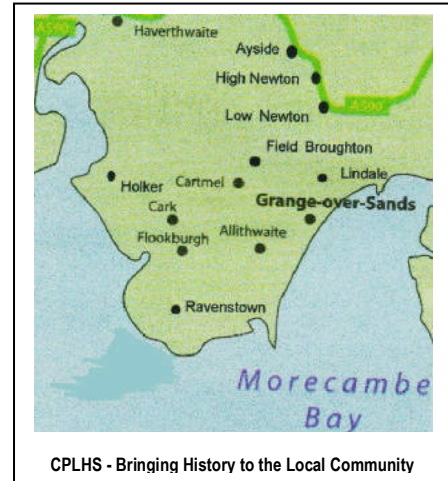 Haverthwaite
A590
Ayside
High Newton
A590
Low Newton
Field Broughton
Lindale
Holker
Cartmel
Grange-over-Sands
Cark
Flookburgh
Allithwaite
Ravenstown
Morecambe
Bay
CPLHS - Bringing History to the Local Community